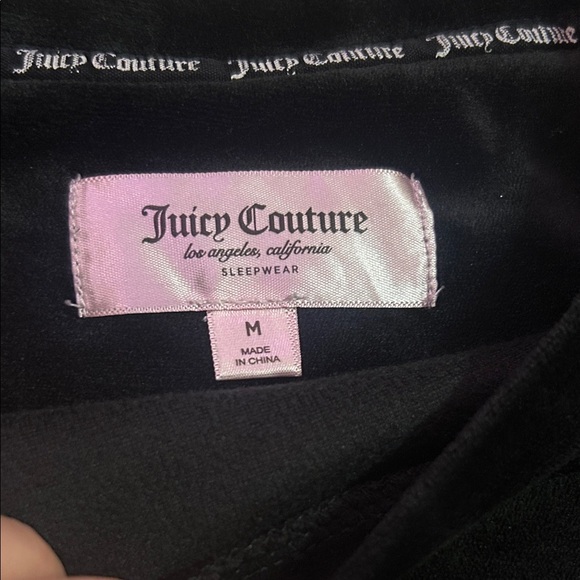 Juicy Couture Juicy Couture Juicy Couture
Juicy Couture
los angeles, california
SLEEPWEAR
M
MADE
IN CHINA